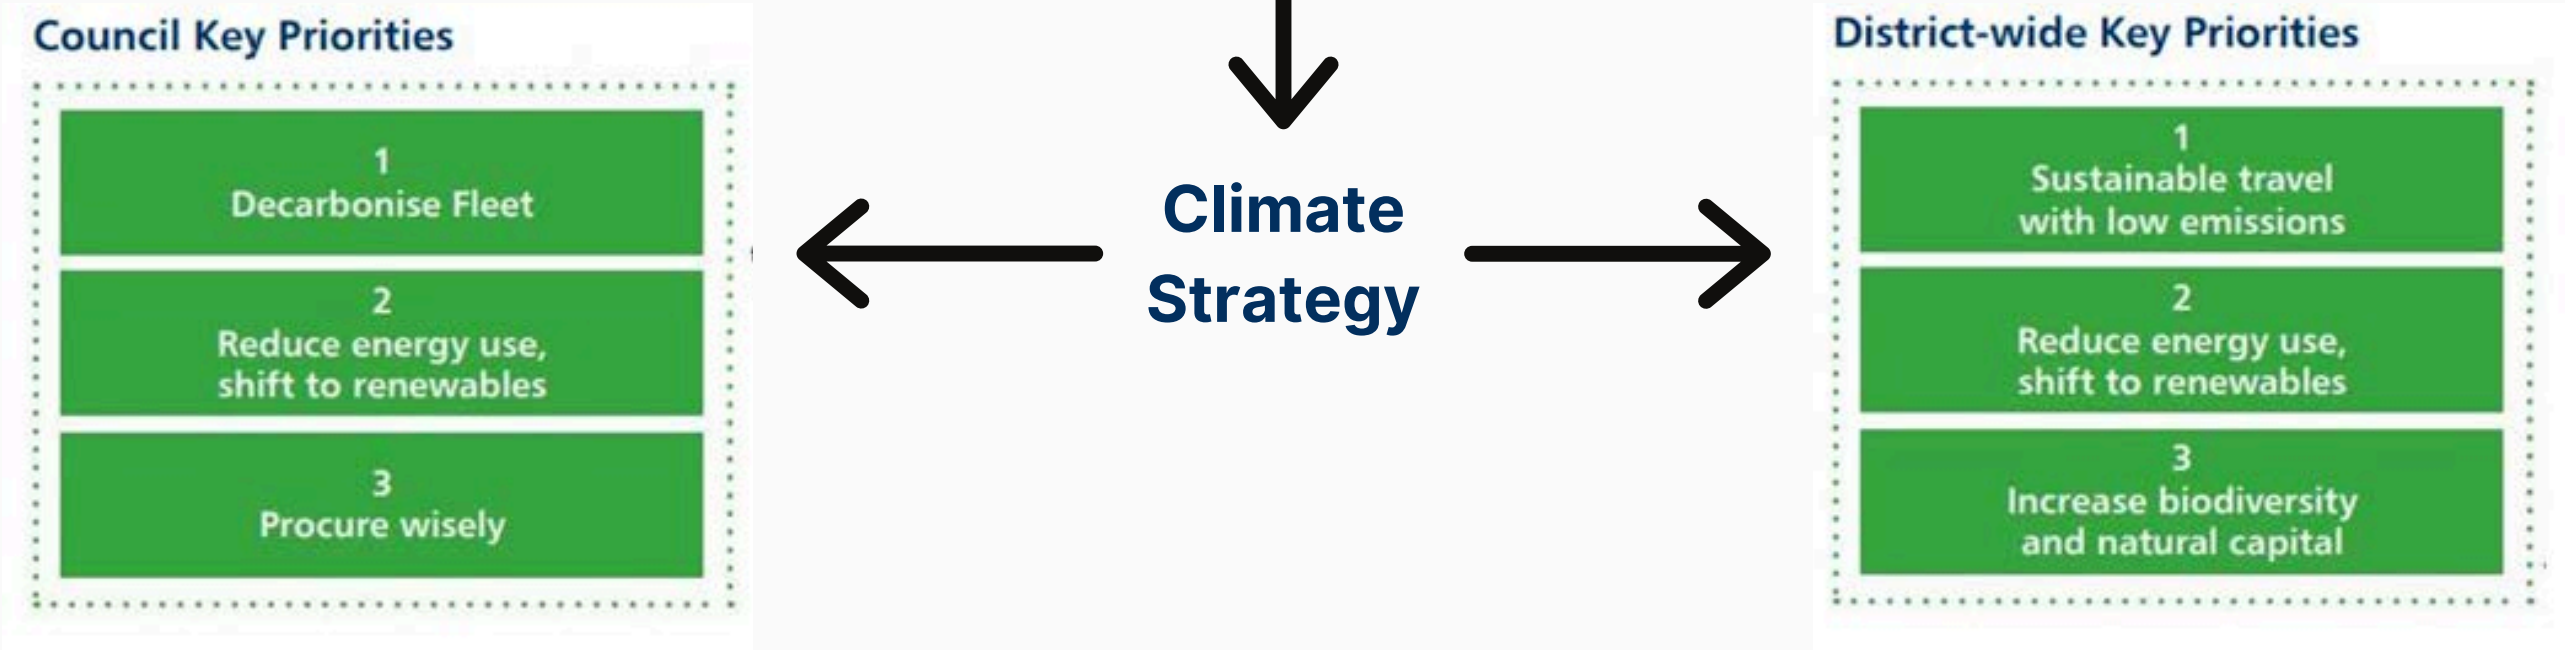 Council Key Priorities
1
Decarbonise Fleet
2
Reduce energy use,
shift to renewables
3
Procure wisely
Climate
Strategy
District-wide Key Priorities
1
Sustainable travel
with low emissions
2
Reduce energy use,
shift to renewables
3
Increase biodiversity
and natural capital